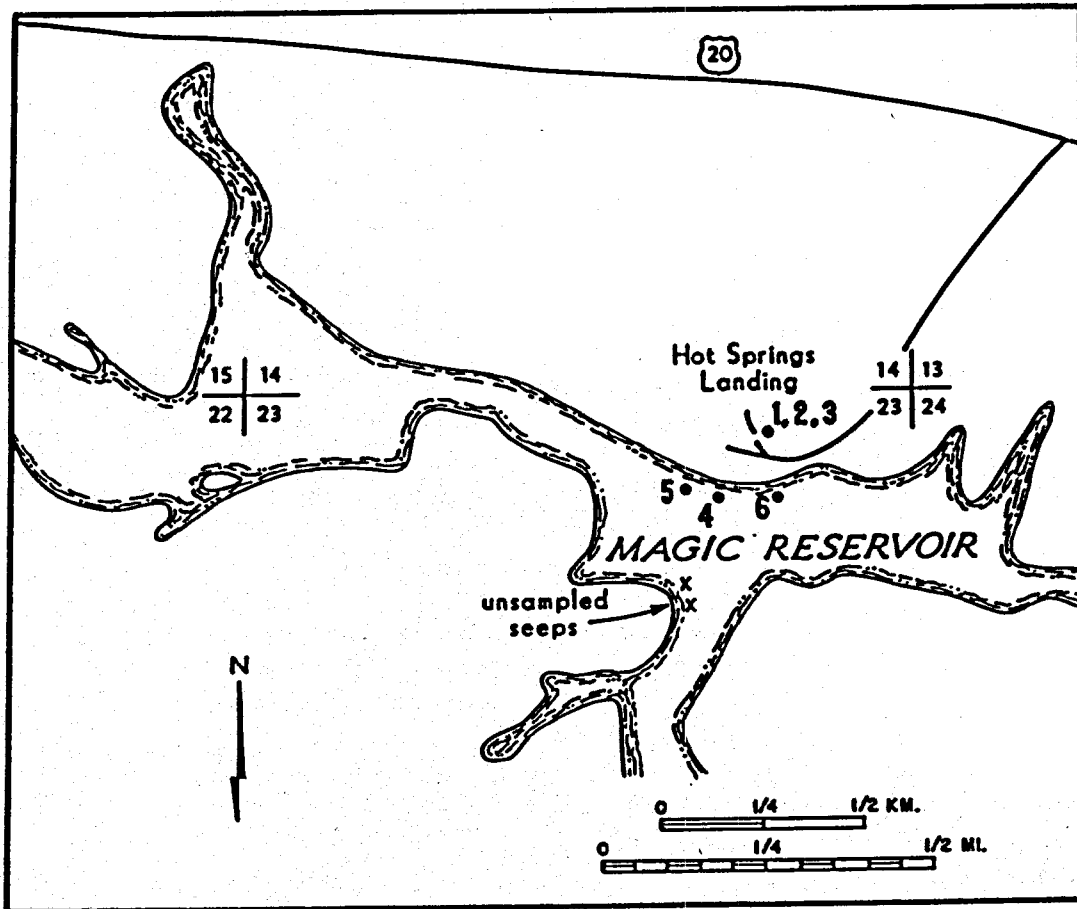 20
Hot Springs
Landing
15 14
22 23
14 13
23 24
1,2,3
5
4
6
MAGIC RESERVOIR
unsampled
seeps
x
x
N
0 1/4 1/2 KM.
0 1/4 1/2 MI.